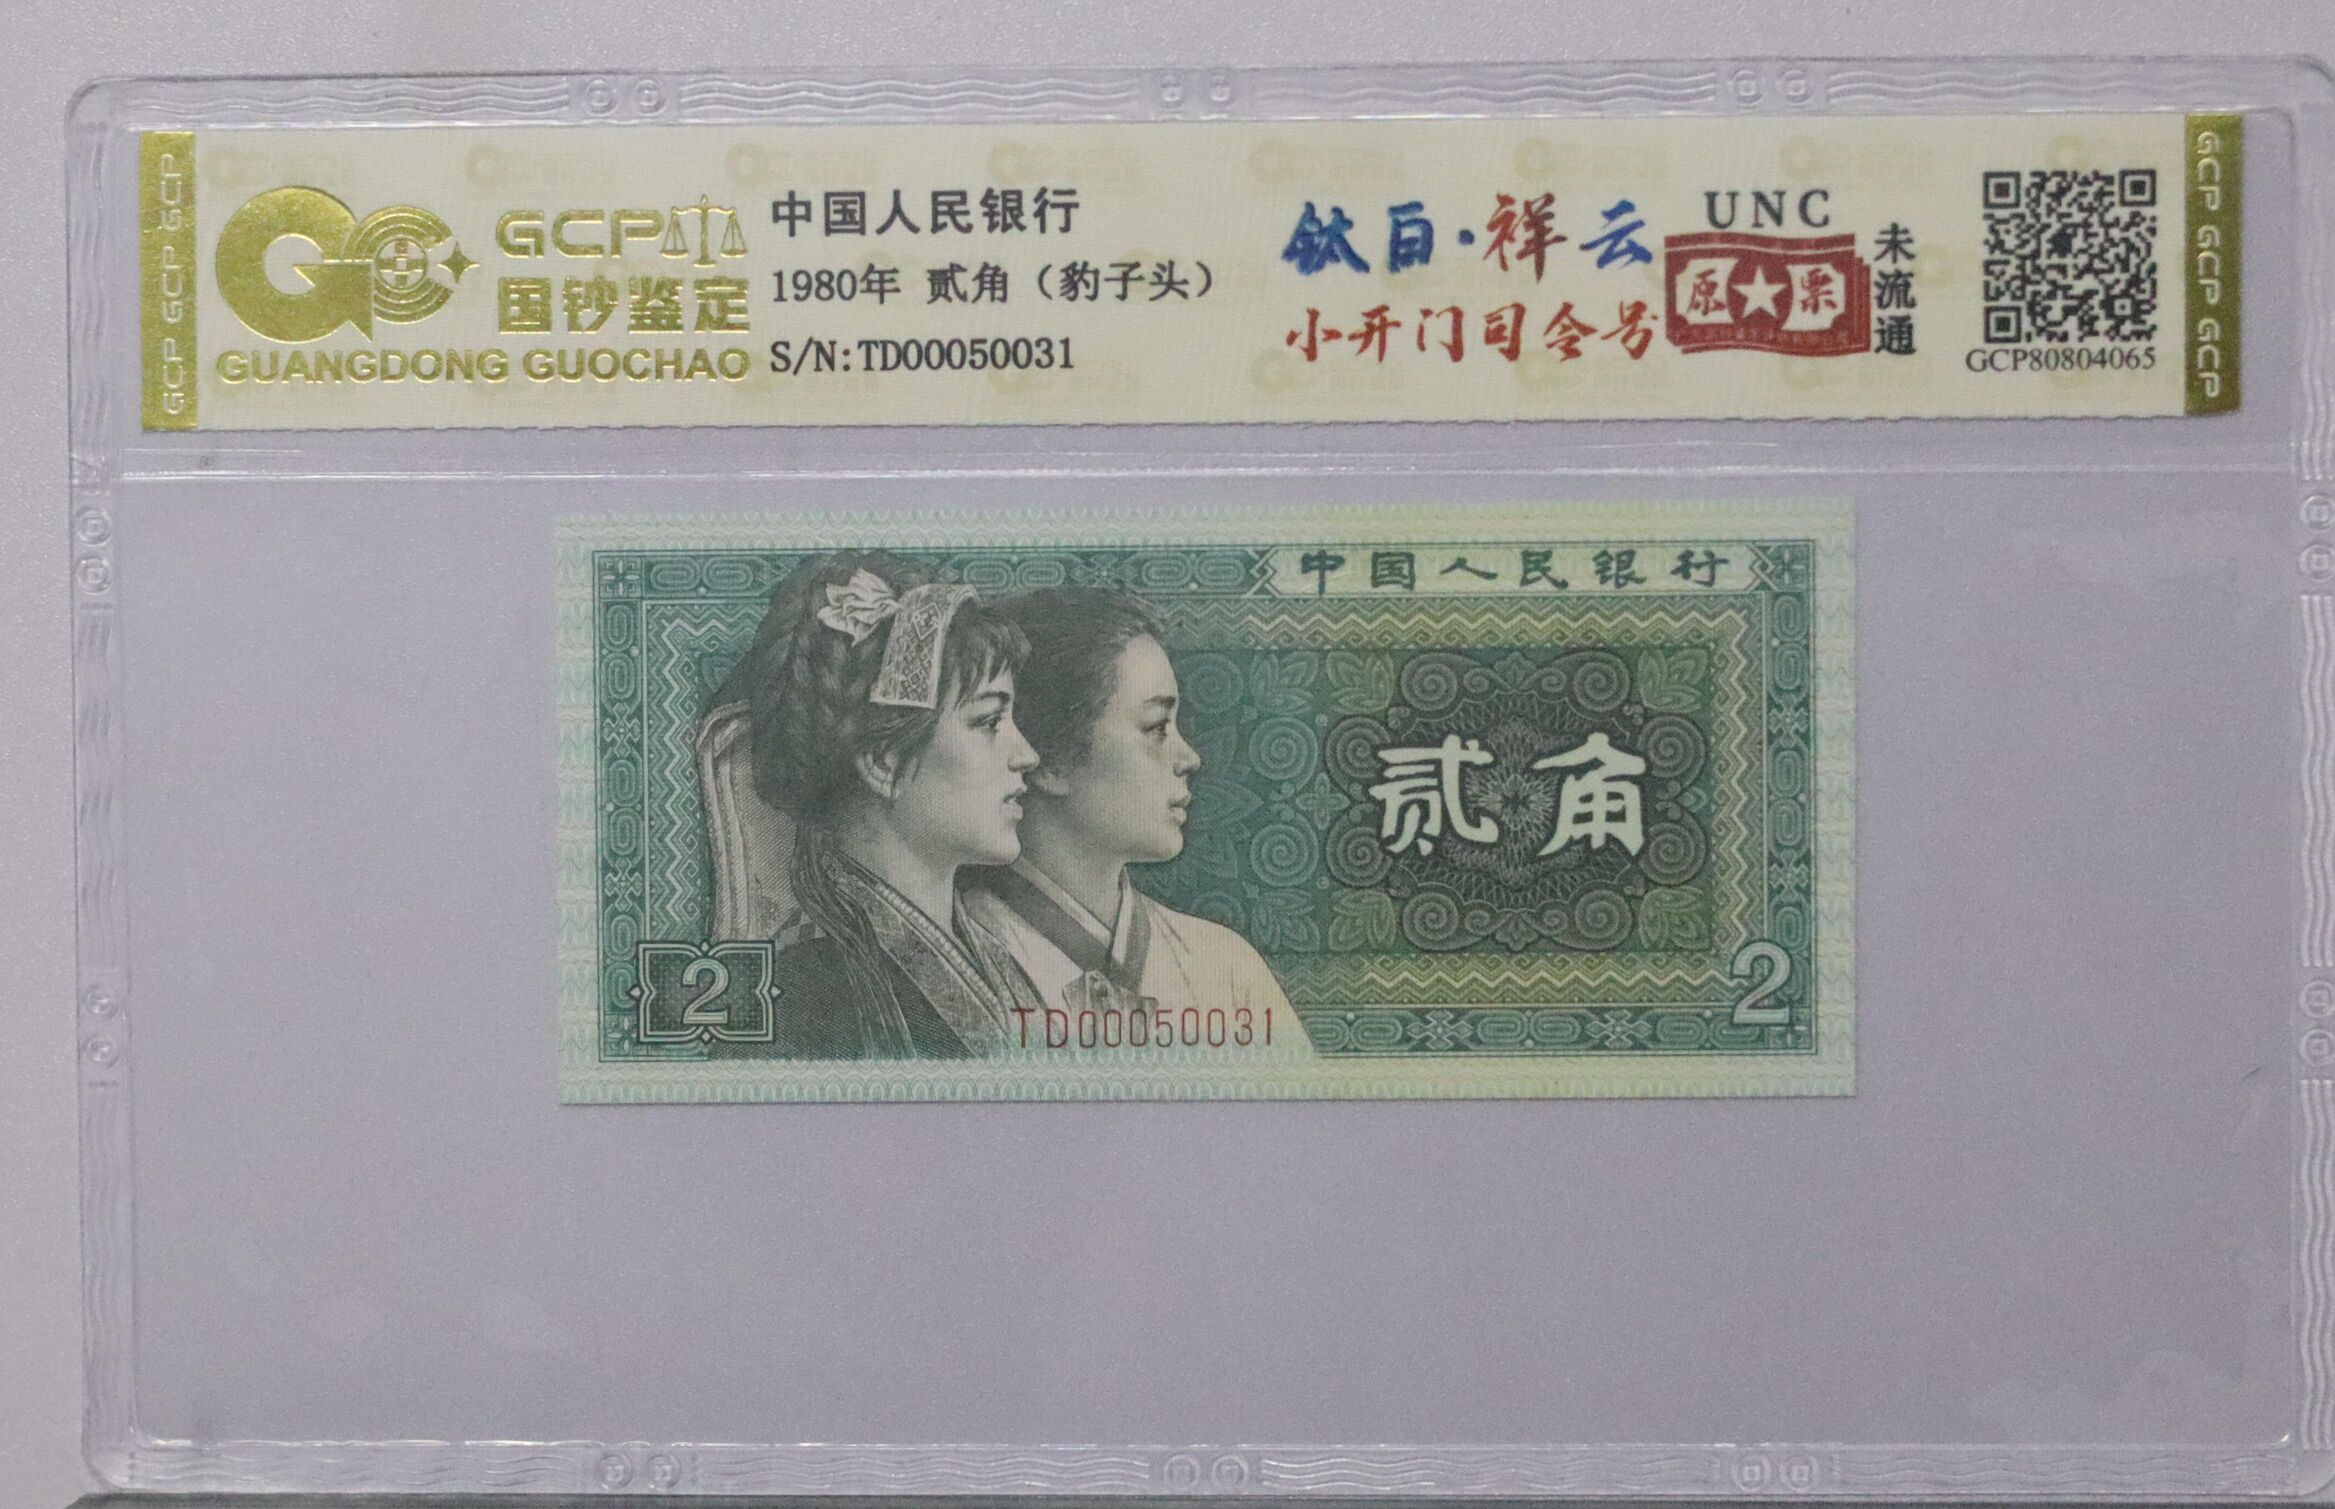 GCP GCP GCP
GCP
国钞鉴定
GUANGDONG GUOCHAO
中国人民银行
1980年 贰角（豹子头）
S/N:TD00050031
钛白·祥云
小开门司令号
UNC
原票
未流通
GCP80804065
GCP GCP GCP
中国人民银行
贰角
2
2
TD00050031